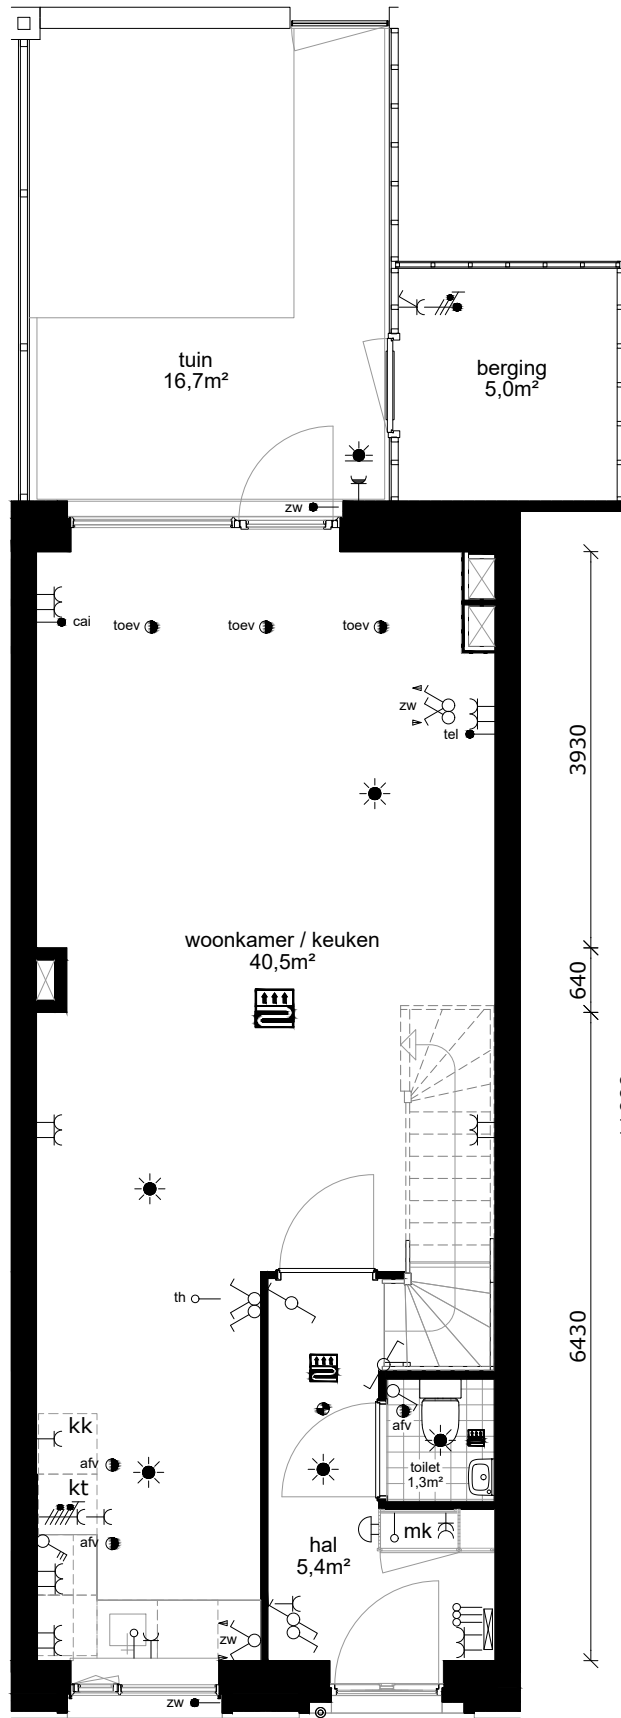 tuin
16,7m²
berging
5,0m²
zw
cai
toev
toev
toev
zw
tel
3930
woonkamer / keuken
40,5m²
640
th
6430
kk
afv
afv
kt
toilet
1,3m²
afv
mk
hal
5,4m²
zw
zw